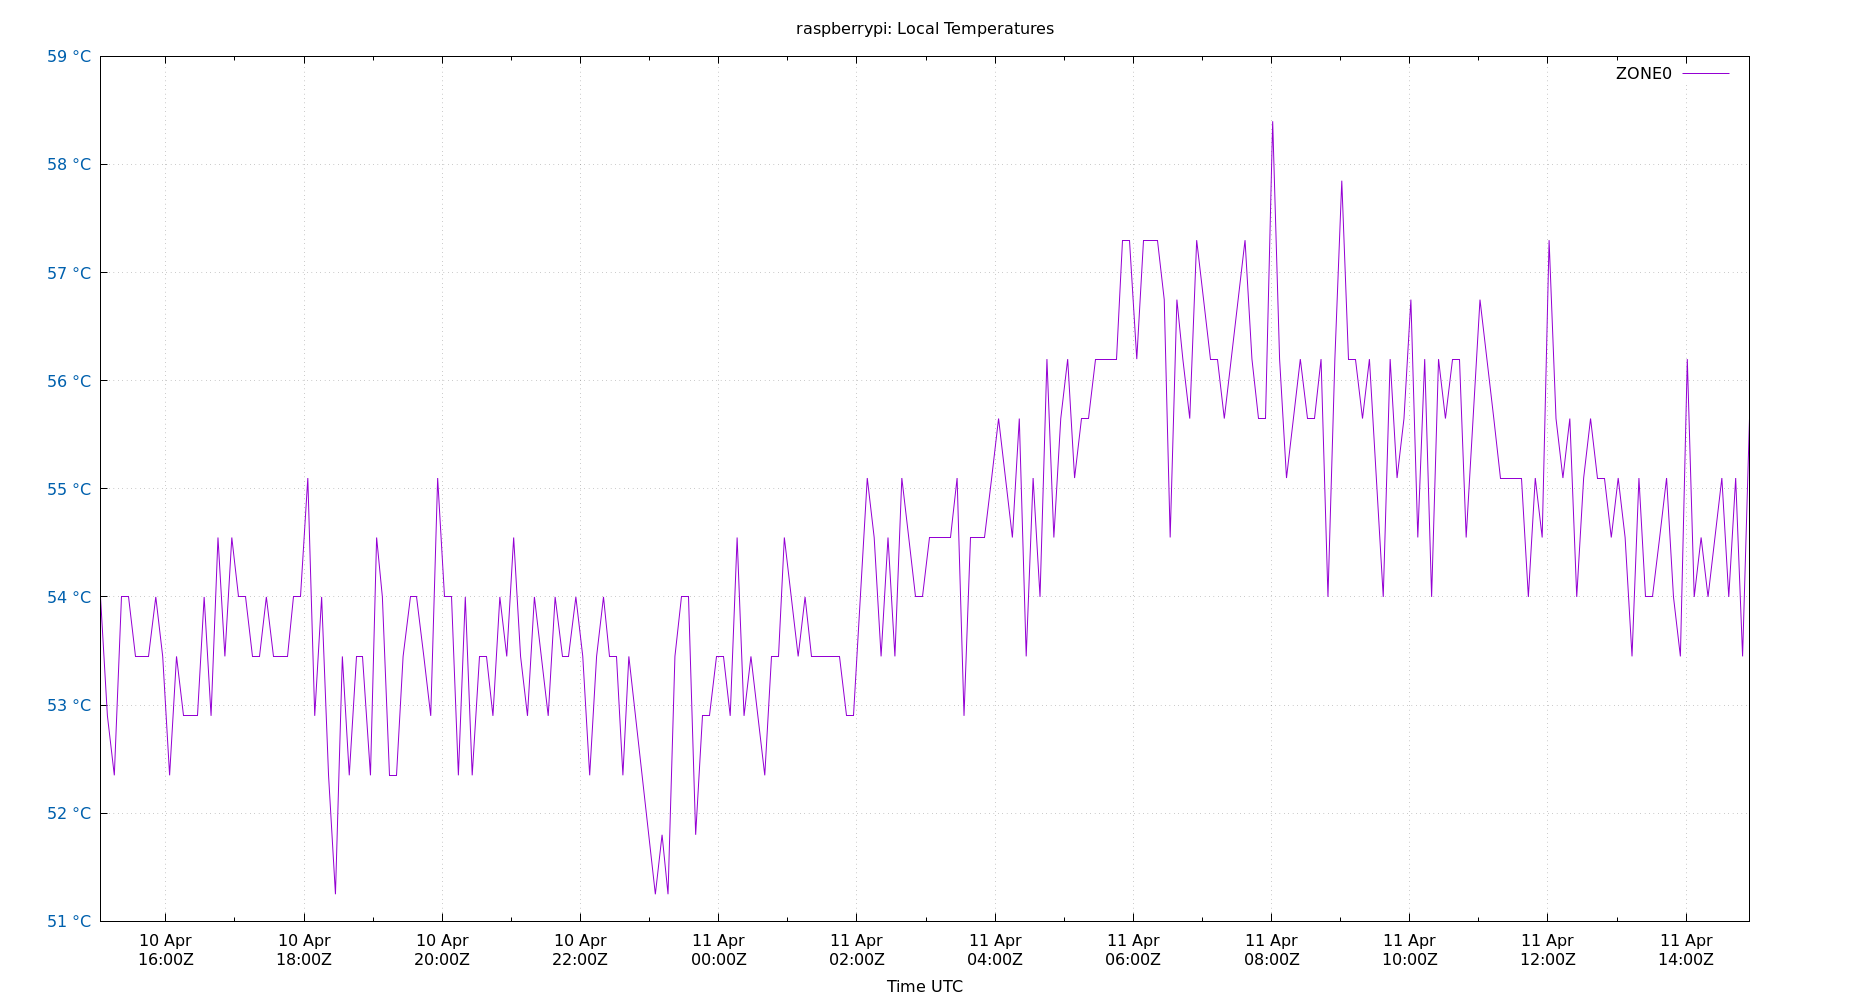 raspberrypi: Local Temperatures
59 °C
58 °C
57 °C
56 °C
55 °C
54 °C
53 °C
52 °C
51 °C
ZONE0
10 Apr 10 Apr 10 Apr 10 Apr 11 Apr 11 Apr 11 Apr 11 Apr 11 Apr 11 Apr 11 Apr 11 Apr
16:00Z 18:00Z 20:00Z 22:00Z 00:00Z 02:00Z 04:00Z 06:00Z 08:00Z 10:00Z 12:00Z 14:00Z
Time UTC